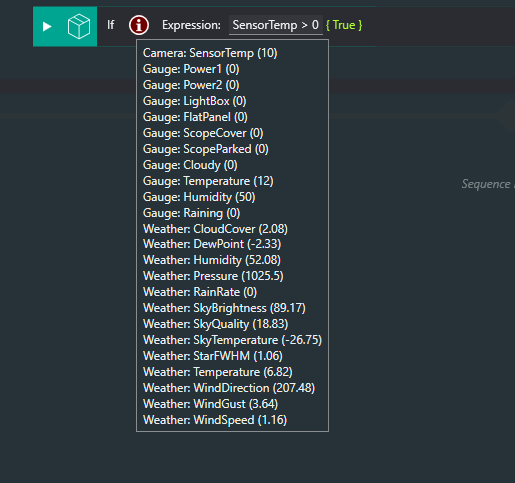 If Expression: SensorTemp > 0 { True }
Camera: SensorTemp (10)
Gauge: Power1 (0)
Gauge: Power2 (0)
Gauge: LightBox (0)
Gauge: FlatPanel (0)
Gauge: ScopeCover (0)
Gauge: ScopeParked (0)
Gauge: Cloudy (0)
Gauge: Temperature (12)
Gauge: Humidity (50)
Gauge: Raining (0)
Weather: CloudCover (2.08)
Weather: DewPoint (-2.33)
Weather: Humidity (52.08)
Weather: Pressure (1025.5)
Weather: RainRate (0)
Weather: SkyBrightness (89.17)
Weather: SkyQuality (18.83)
Weather: SkyTemperature (-26.75)
Weather: StarFWHM (1.06)
Weather: Temperature (6.82)
Weather: WindDirection (207.48)
Weather: WindGust (3.64)
Weather: WindSpeed (1.16)
Sequence